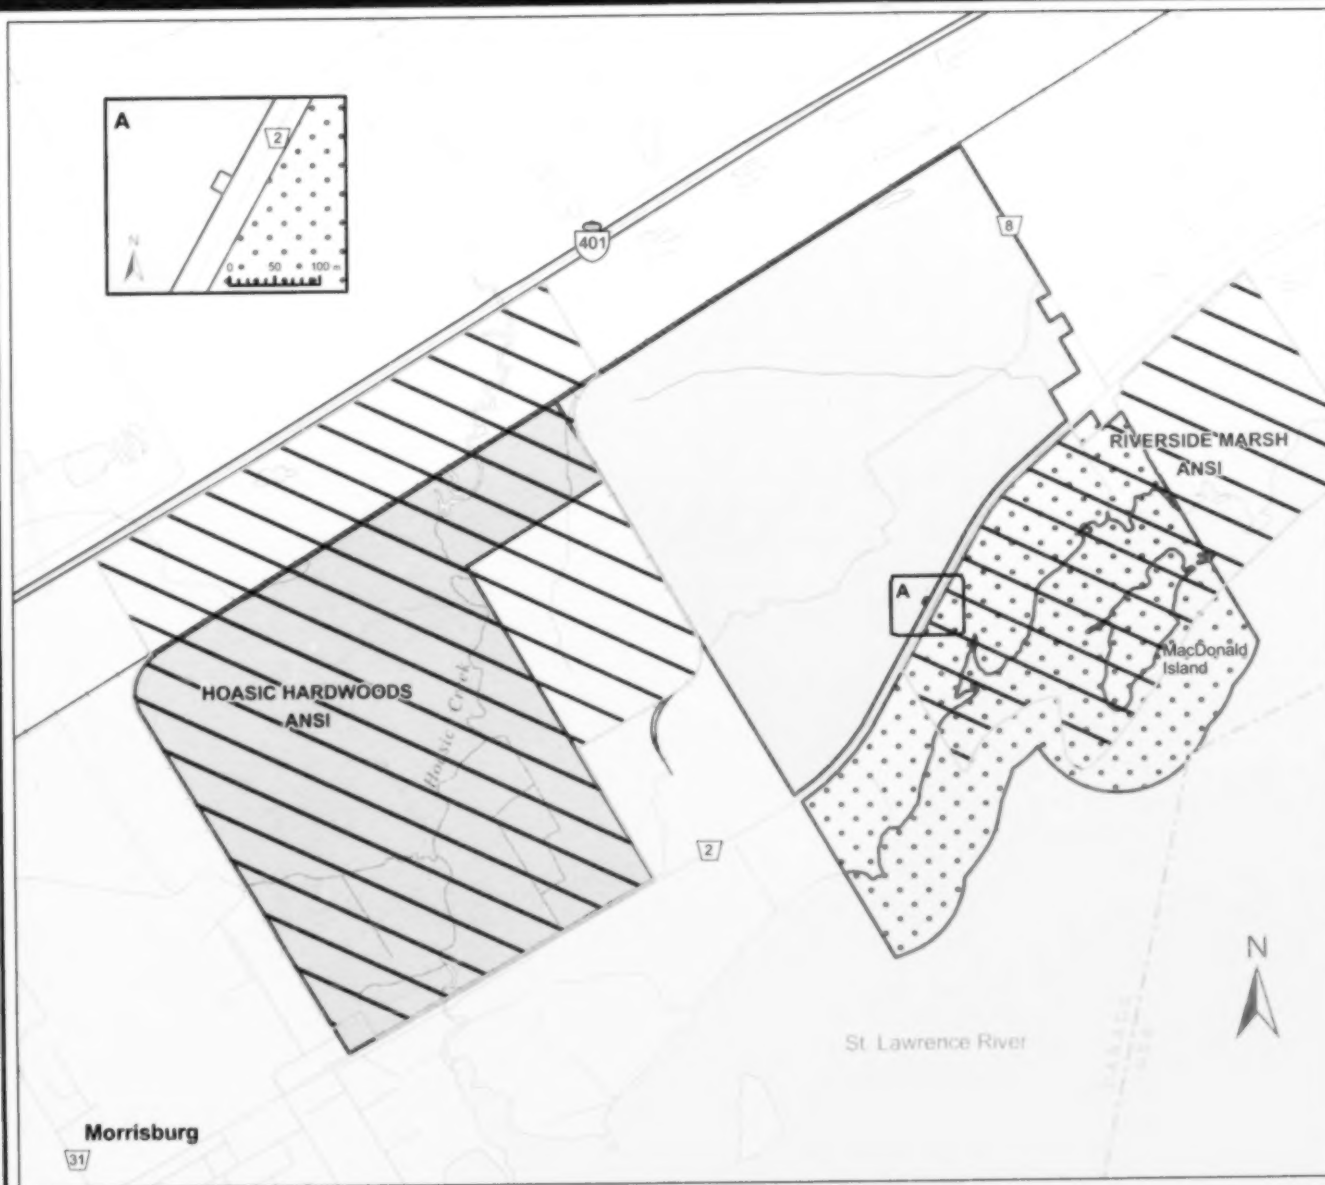 A
2
N
0 50 100 m
401
8
RIVERSIDE MARSH
ANSI
A
MacDonald
Island
HOASIC HARDWOODS
ANSI
Hoasic Creek
2
N
St. Lawrence River
CANADA
Morrisburg
31